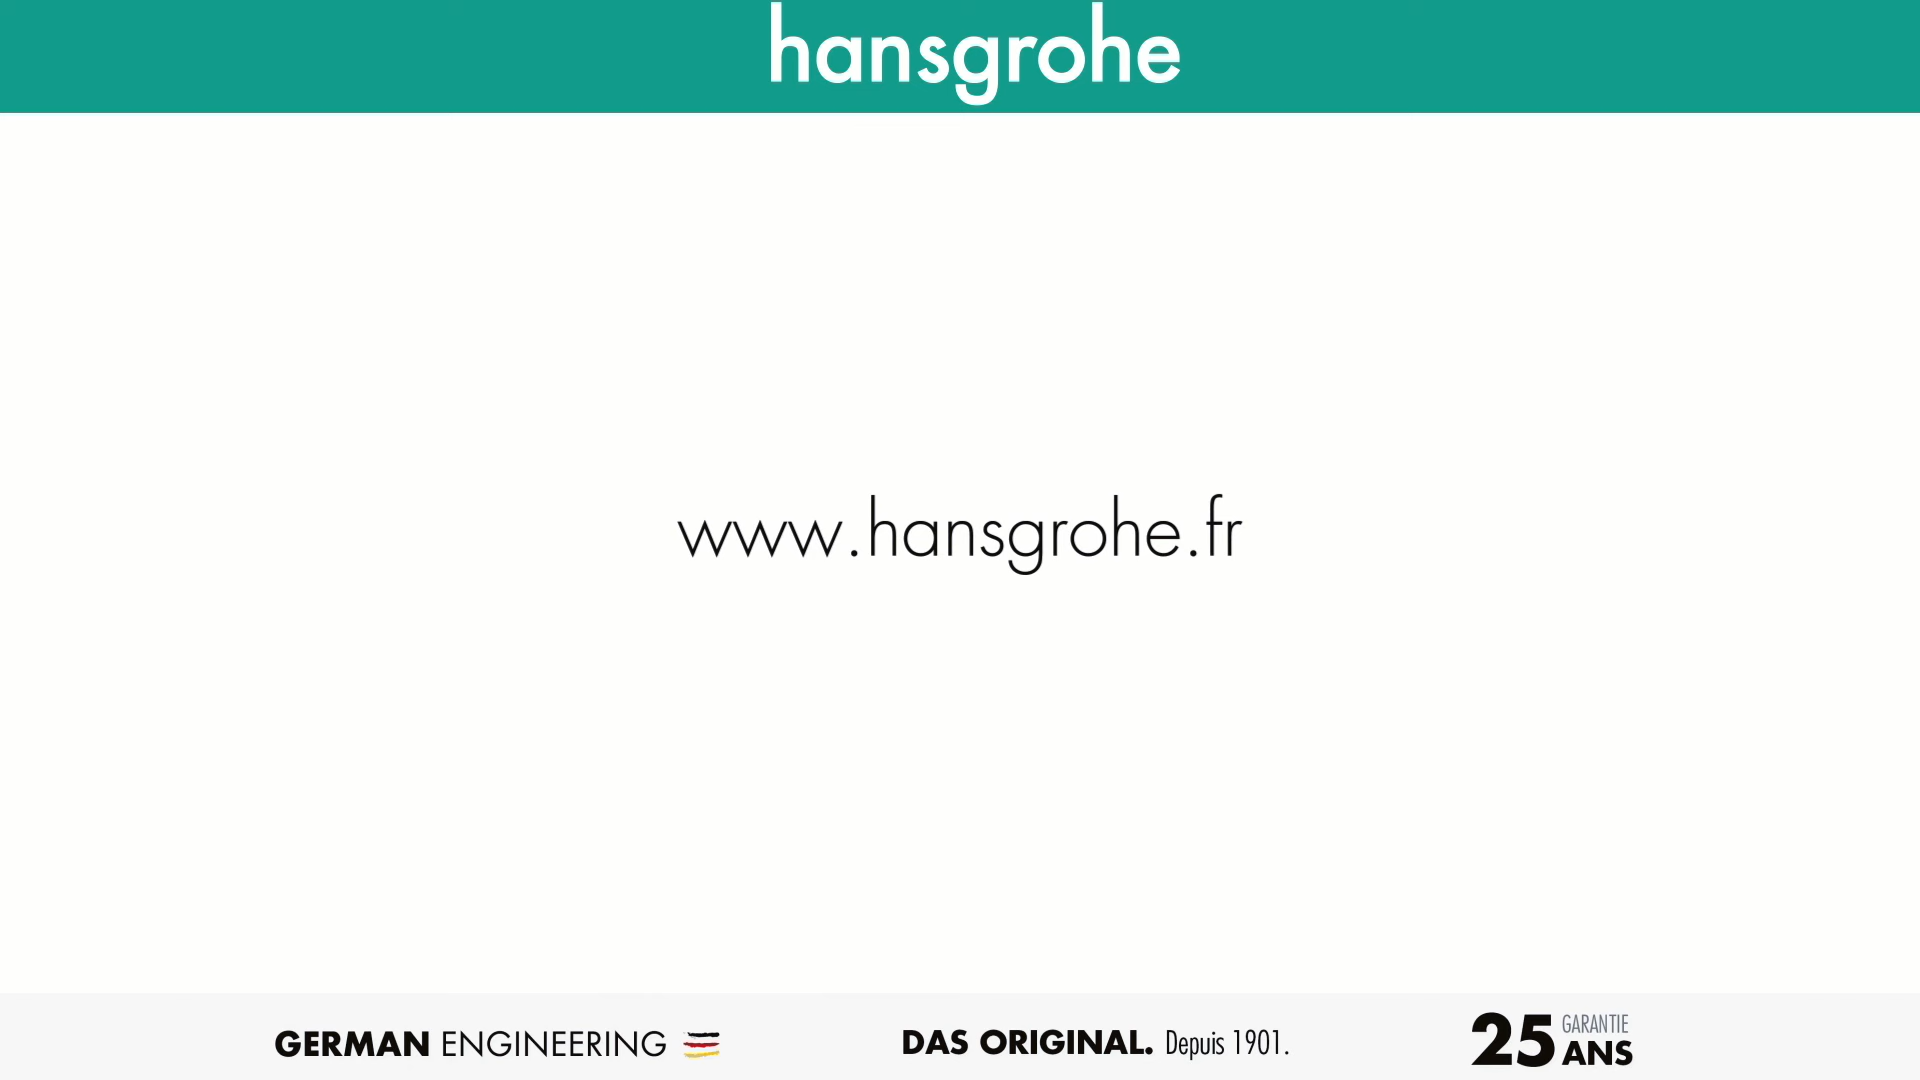 hansgrohe
www.hansgrohe.fr
GERMAN ENGINEERING
DAS ORIGINAL. Depuis 1901.
25 GARANTIE
ANS